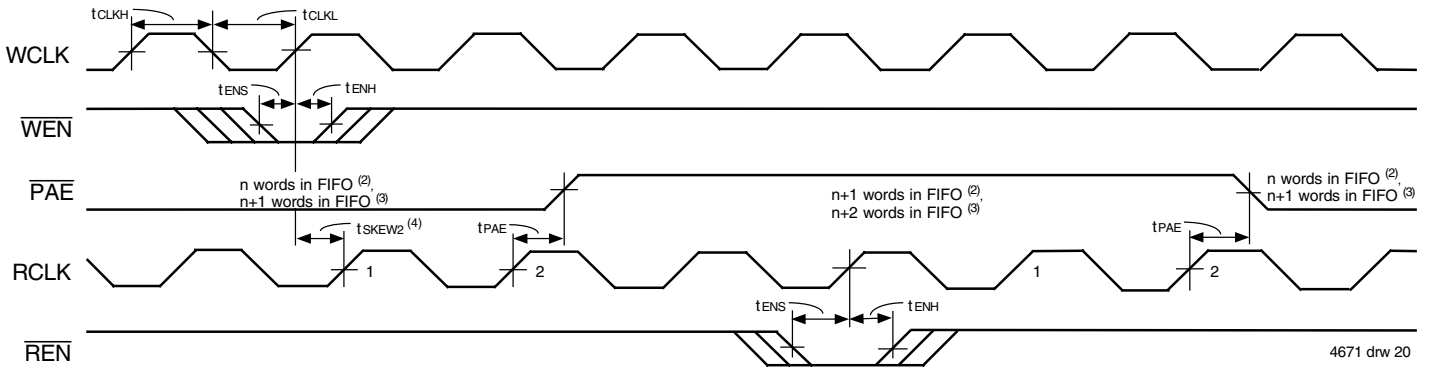 tCLKH
tCLKL
WCLK
tENS
tENH
WEN
PAE
n words in FIFO (2),
n+1 words in FIFO (3)
n+1 words in FIFO (2),
n+2 words in FIFO (3)
n words in FIFO (2),
n+1 words in FIFO (3)
tSKEW2 (4)
tPAE
tPAE
RCLK
1
2
1
2
tENS
tENH
REN
4671 drw 20